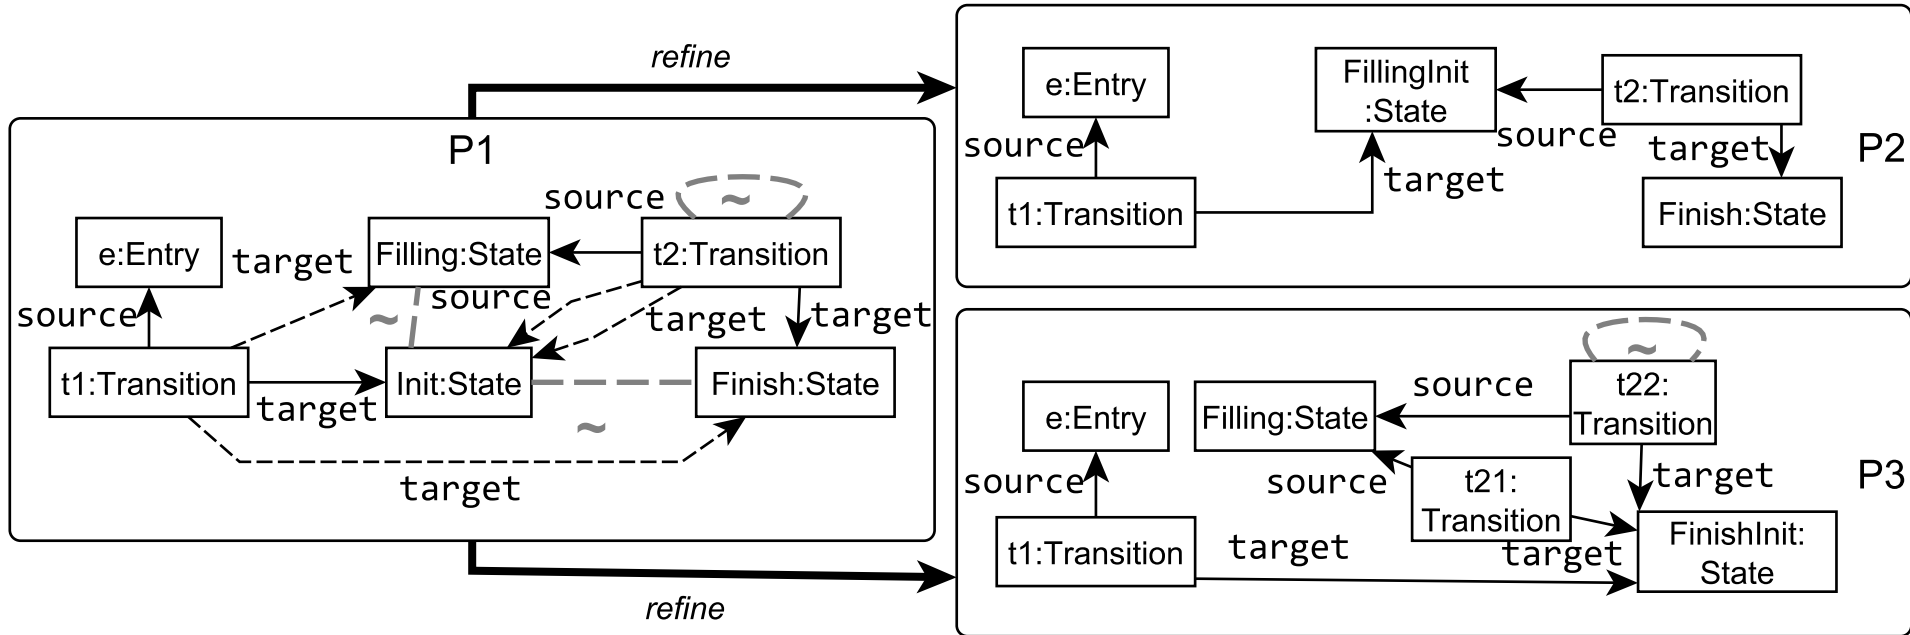 refine
P1
source
~
e:Entry
target
Filling:State
t2:Transition
source
~
source
target
target
t1:Transition
target
Init:State
Finish:State
~
target
refine
e:Entry
FillingInit
:State
t2:Transition
source
source
target
P2
target
t1:Transition
Finish:State
~
source
t22:
Transition
e:Entry
Filling:State
source
source
t21:
Transition
target
P3
t1:Transition
target
target
FinishInit:
State